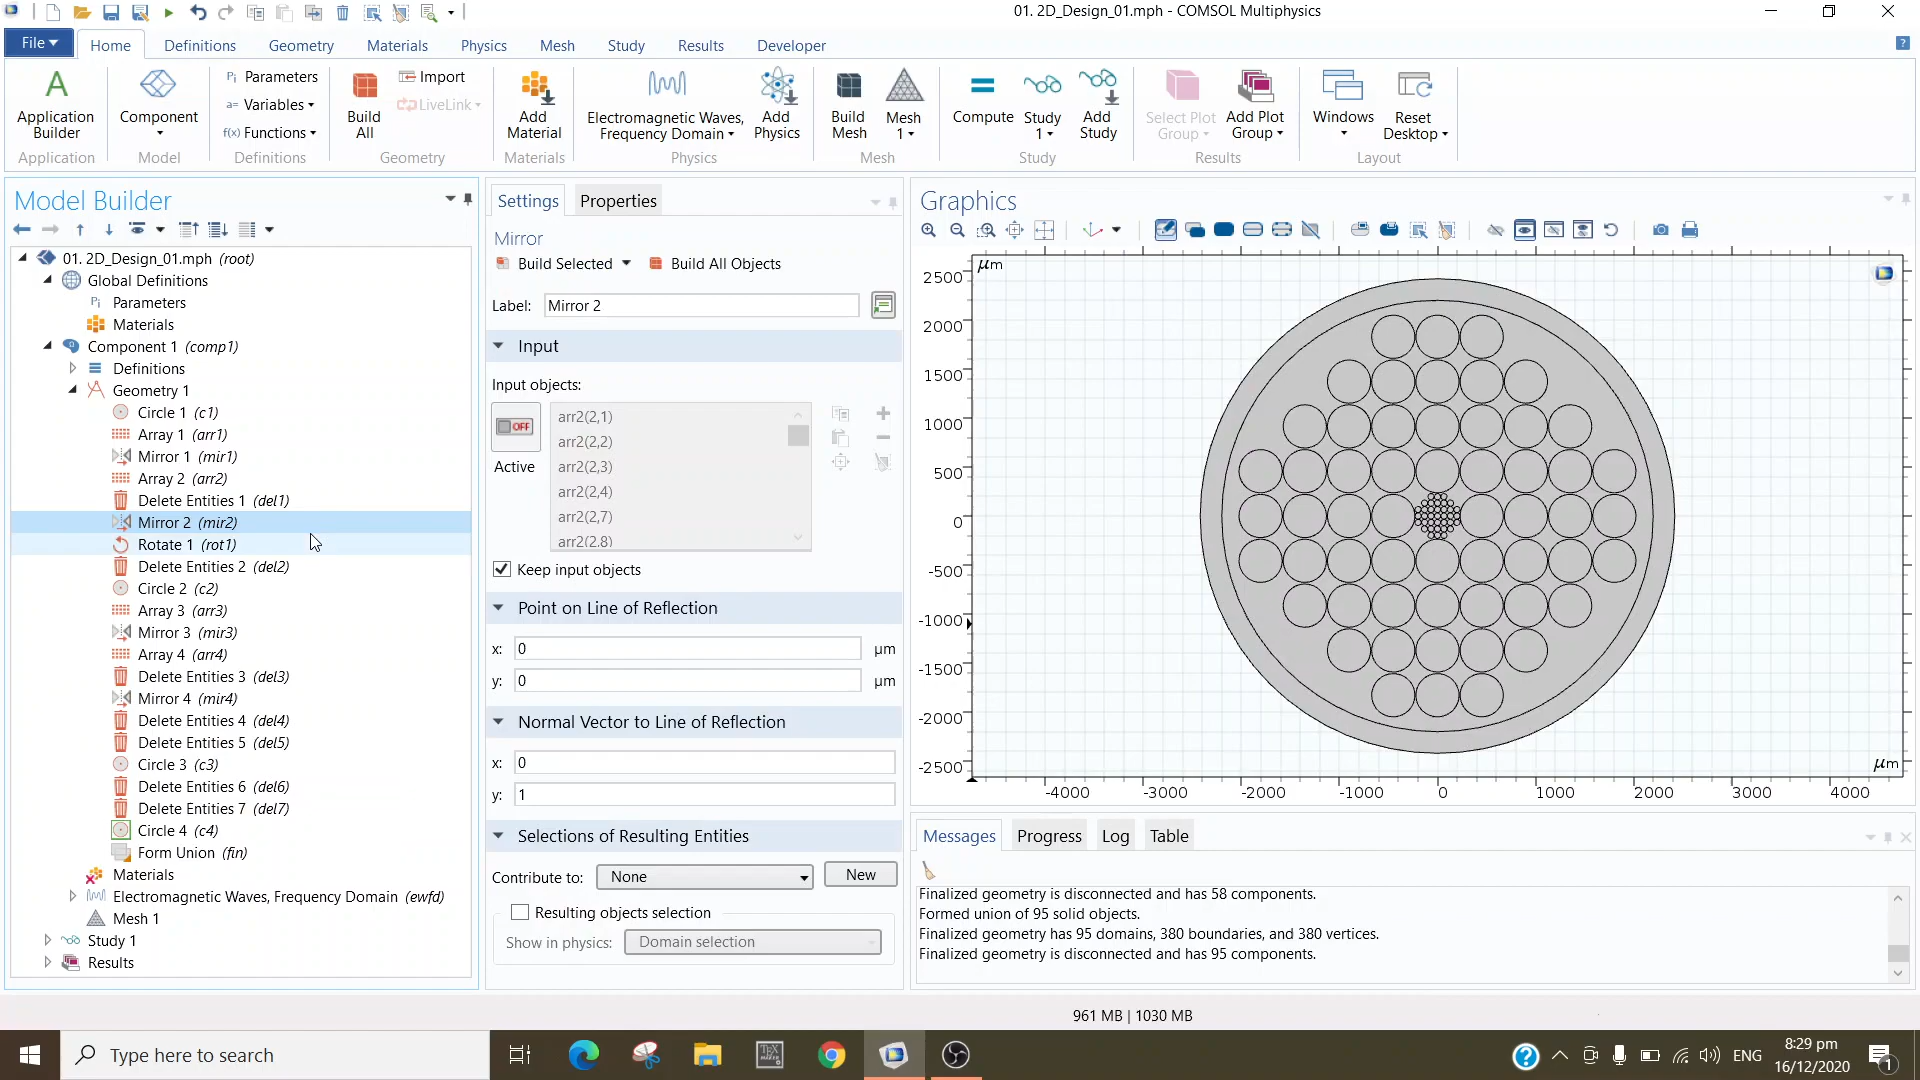 01. 2D_Design_01.mph - COMSOL Multiphysics
File
Home
Definitions
Geometry
Materials
Physics
Mesh
Study
Results
Developer
Application Builder
Component
Pi Parameters
a= Variables
f(x) Functions
Build All
Import
LiveLink
Add Material
Electromagnetic Waves, Frequency Domain
Add Physics
Build Mesh
Mesh 1
Compute
Study 1
Add Study
Select Plot Group
Add Plot Group
Windows
Reset Desktop
Application
Model
Definitions
Geometry
Materials
Physics
Mesh
Study
Results
Layout
Model Builder
01. 2D_Design_01.mph (root)
Global Definitions
Pi Parameters
Materials
Component 1 (comp1)
Definitions
Geometry 1
Circle 1 (c1)
Array 1 (arr1)
Mirror 1 (mir1)
Array 2 (arr2)
Delete Entities 1 (del1)
Mirror 2 (mir2)
Rotate 1 (rot1)
Delete Entities 2 (del2)
Circle 2 (c2)
Array 3 (arr3)
Mirror 3 (mir3)
Array 4 (arr4)
Delete Entities 3 (del3)
Mirror 4 (mir4)
Delete Entities 4 (del4)
Delete Entities 5 (del5)
Circle 3 (c3)
Delete Entities 6 (del6)
Delete Entities 7 (del7)
Circle 4 (c4)
Form Union (fin)
Materials
Electromagnetic Waves, Frequency Domain (ewfd)
Mesh 1
Study 1
Results
Settings
Properties
Mirror
Build Selected
Build All Objects
Label: Mirror 2
Input
Input objects:
OFF
Active
arr2(2,1)
arr2(2,2)
arr2(2,3)
arr2(2,4)
arr2(2,7)
arr2(2,8)
Keep input objects
Point on Line of Reflection
x: 0 µm
y: 0 µm
Normal Vector to Line of Reflection
x: 0
y: 1
Selections of Resulting Entities
Contribute to: None
New
Resulting objects selection
Show in physics: Domain selection
Graphics
µm
2500
2000
1500
1000
500
0
-500
-1000
-1500
-2000
-2500
µm
-4000 -3000 -2000 -1000 0 1000 2000 3000 4000
Messages
Progress
Log
Table
Finalized geometry is disconnected and has 58 components.
Formed union of 95 solid objects.
Finalized geometry has 95 domains, 380 boundaries, and 380 vertices.
Finalized geometry is disconnected and has 95 components.
961 MB | 1030 MB
Type here to search
ENG
8:29 pm
16/12/2020
1